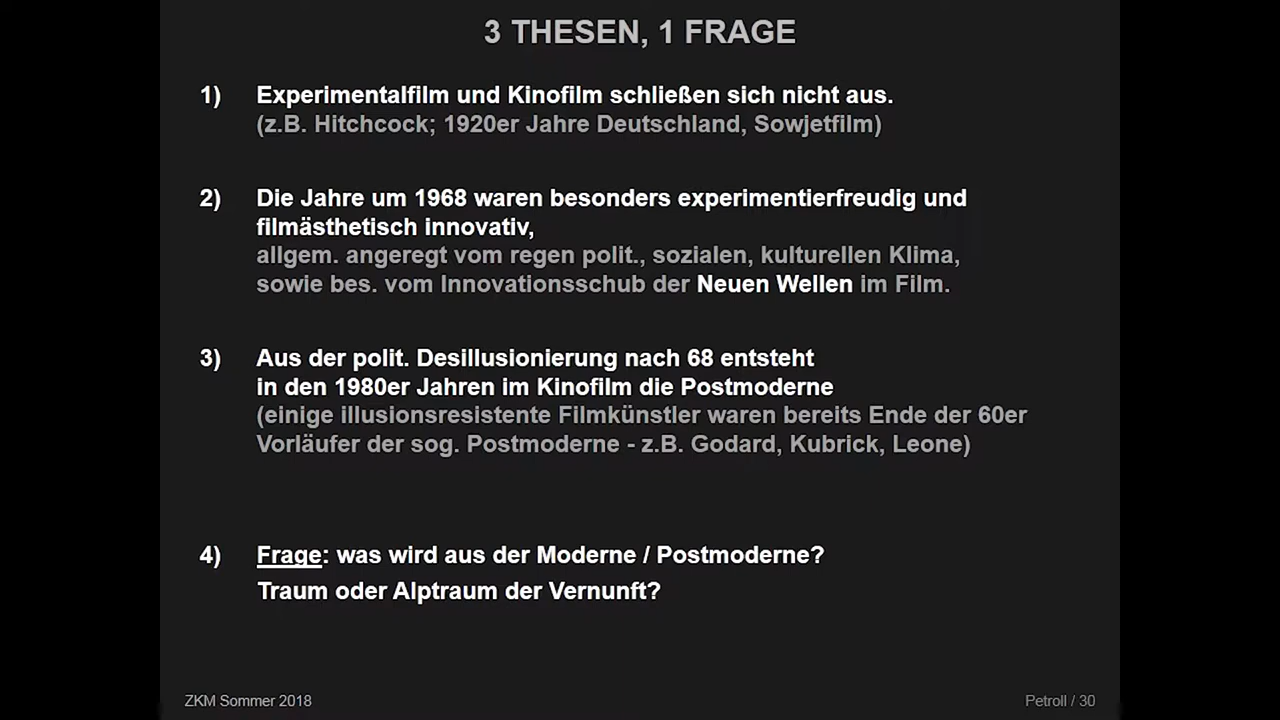 3 THESEN, 1 FRAGE
1) Experimentalfilm und Kinofilm schließen sich nicht aus.
(z.B. Hitchcock; 1920er Jahre Deutschland, Sowjetfilm)
2) Die Jahre um 1968 waren besonders experimentierfreudig und
filmästhetisch innovativ,
allgem. angeregt vom regen polit., sozialen, kulturellen Klima,
sowie bes. vom Innovationsschub der Neuen Wellen im Film.
3) Aus der polit. Desillusionierung nach 68 entsteht
in den 1980er Jahren im Kinofilm die Postmoderne
(einige illusionsresistente Filmkünstler waren bereits Ende der 60er
Vorläufer der sog. Postmoderne - z.B. Godard, Kubrick, Leone)
4) Frage: was wird aus der Moderne / Postmoderne?
Traum oder Alptraum der Vernunft?
ZKM Sommer 2018
Petroll / 30